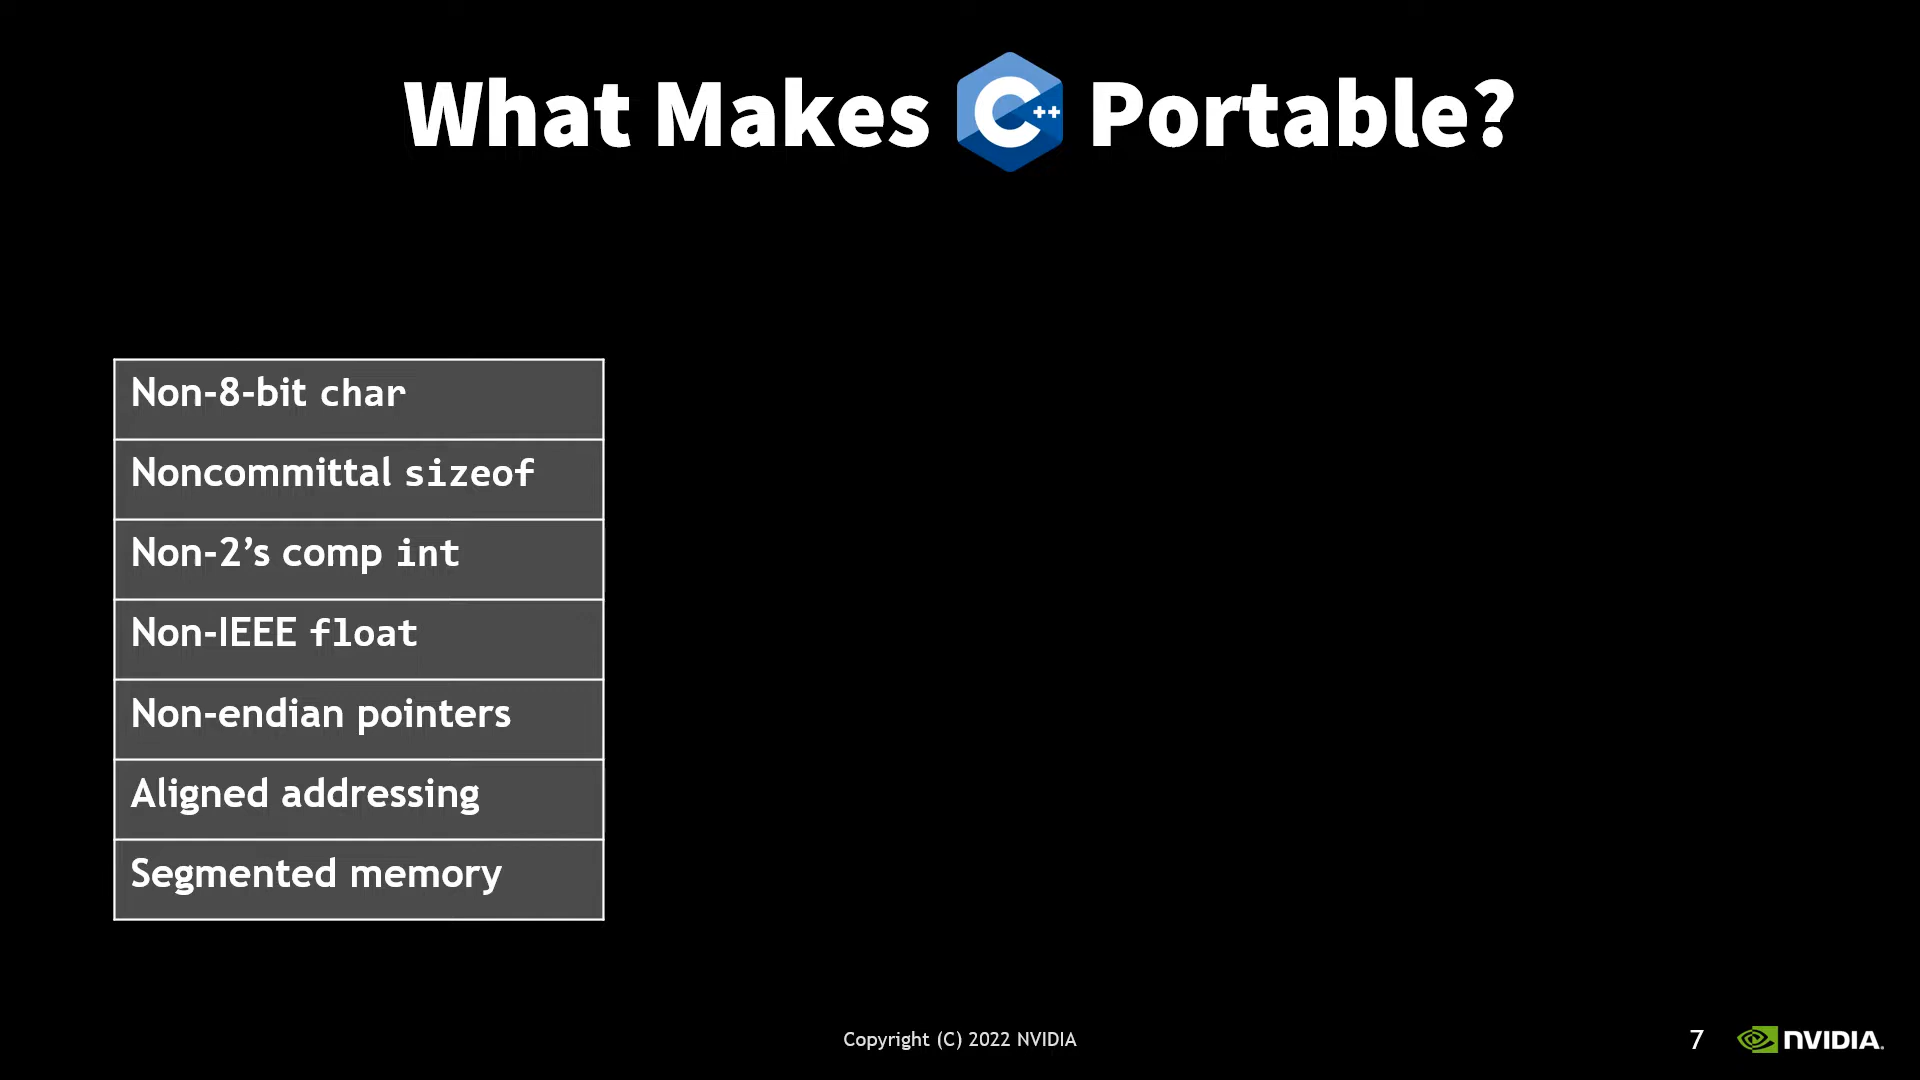 What Makes C++ Portable?
Non-8-bit char
Noncommittal sizeof
Non-2’s comp int
Non-IEEE float
Non-endian pointers
Aligned addressing
Segmented memory
Copyright (C) 2022 NVIDIA
7
NVIDIA.